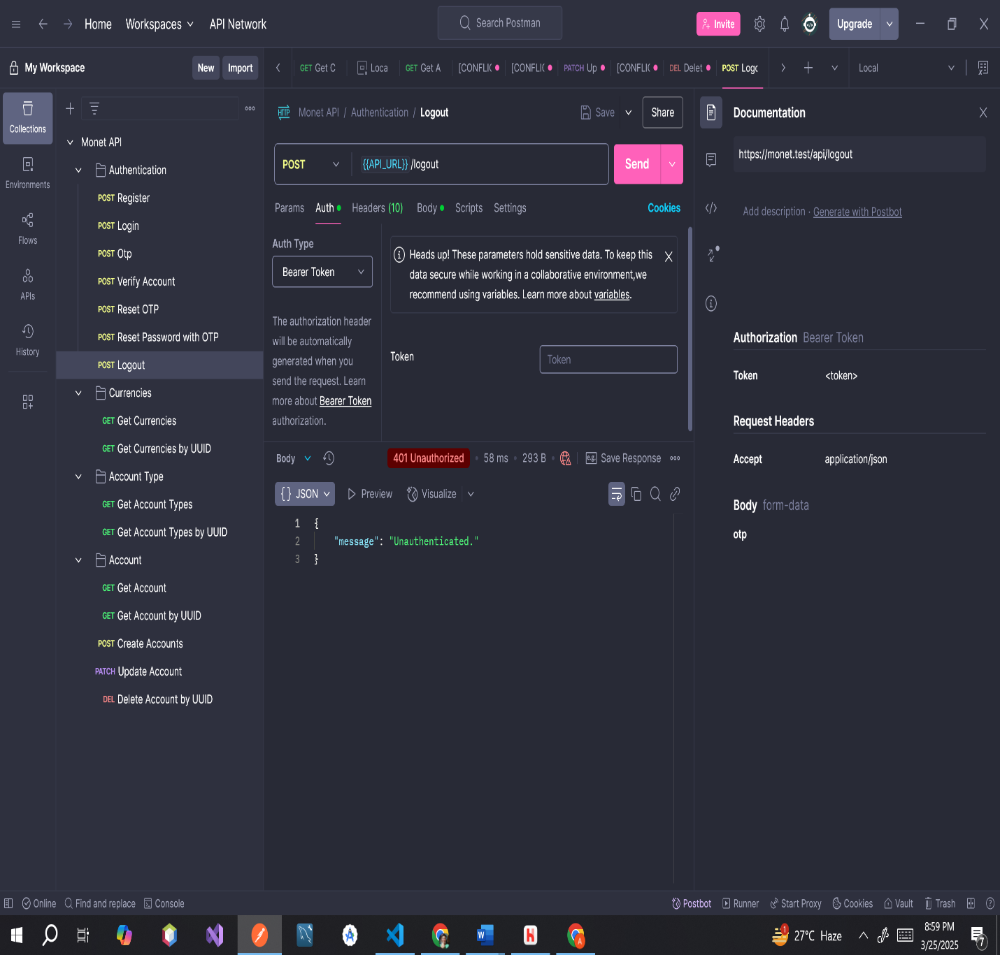 Home Workspaces API Network
Search Postman
Invite
Upgrade
My Workspace
New Import
GET Get C
Loca
GET Get A
[CONFLIC
[CONFLIC
PATCH Up
[CONFLIC
DEL Delet
POST Logo
Local
Collections
Environments
Flows
APIs
History
Monet API
Authentication
POST Register
POST Login
POST Otp
POST Verify Account
POST Reset OTP
POST Reset Password with OTP
POST Logout
Currencies
GET Get Currencies
GET Get Currencies by UUID
Account Type
GET Get Account Types
GET Get Account Types by UUID
Account
GET Get Account
GET Get Account by UUID
POST Create Accounts
PATCH Update Account
DEL Delete Account by UUID
HTTP Monet API / Authentication / Logout
Save
Share
POST
{{API_URL}} /logout
Send
Params Auth Headers (10) Body Scripts Settings
Cookies
Auth Type
Bearer Token
The authorization header
will be automatically
generated when you
send the request. Learn
more about Bearer Token
authorization.
Heads up! These parameters hold sensitive data. To keep this
data secure while working in a collaborative environment,we
recommend using variables. Learn more about variables.
Token
Token
Body
401 Unauthorized • 58 ms • 293 B •
e.g. Save Response
{} JSON
Preview
Visualize
1 {
2 "message": "Unauthenticated."
3 }
Documentation
https://monet.test/api/logout
Add description · Generate with Postbot
Authorization Bearer Token
Token <token>
Request Headers
Accept application/json
Body form-data
otp
Online Find and replace Console
Postbot Runner Start Proxy Cookies Vault Trash
1
27°C Haze
8:59 PM
3/25/2025
7